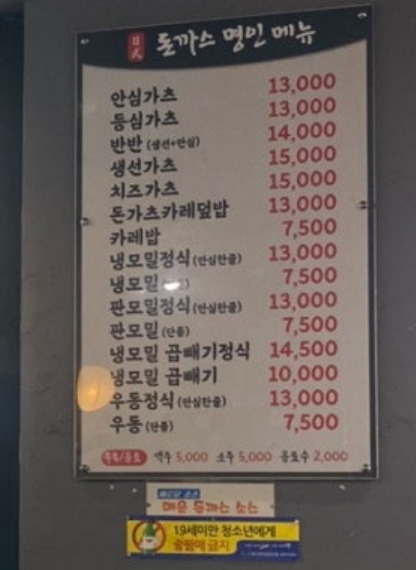 돈까스 명인 메뉴
안심가츠 13,000
등심가츠 13,000
반반 (생선+안심) 14,000
생선가츠 15,000
치즈가츠 15,000
돈가츠카레덮밥 13,000
카레밥 7,500
냉모밀정식 (안심한줄) 13,000
냉모밀 7,500
판모밀정식 (안심한줄) 13,000
판모밀 (단품) 7,500
냉모밀 곱빼기정식 14,500
냉모밀 곱빼기 10,000
우동정식 (안심한줄) 13,000
우동 (단품) 7,500
주류/음료 맥주 5,000 소주 5,000 음료수 2,000
매운 돈까스 소스
19세미만 청소년에게
술판매금지